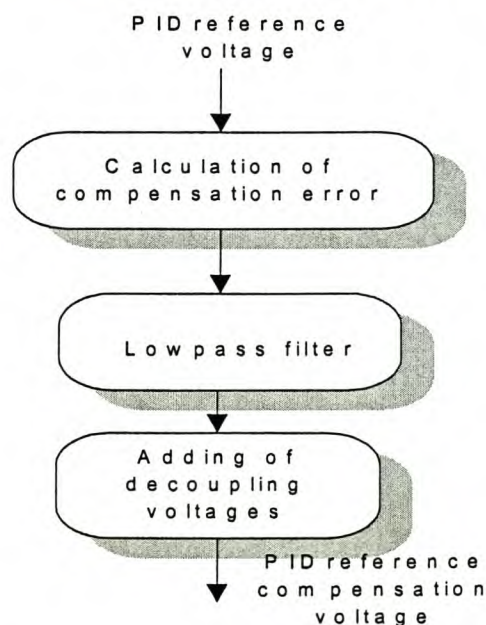 PID reference
voltage
Calculation of
compensation error
Lowpass filter
Adding of
decoupling
voltages
PID reference
compensation
voltage